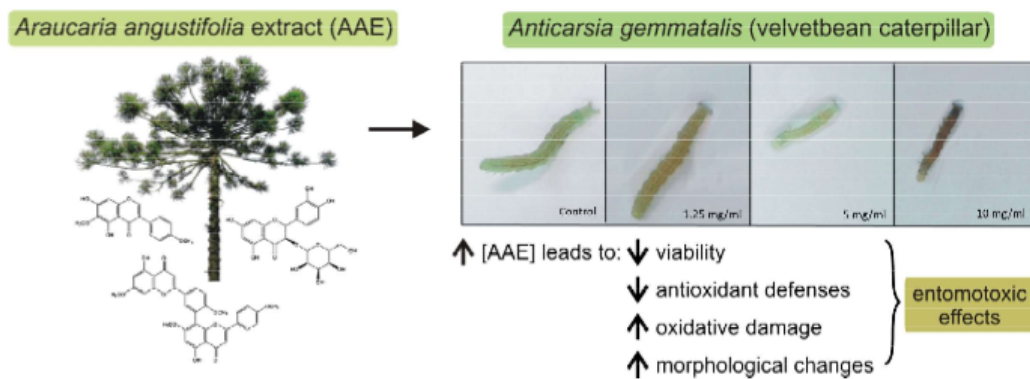 Araucaria angustifolia extract (AAE)
Anticarsia gemmatalis (velvetbean caterpillar)
Control
1.25 mg/ml
5 mg/ml
10 mg/ml
↑ [AAE] leads to: ↓ viability
↓ antioxidant defenses
↑ oxidative damage
↑ morphological changes
entomotoxic
effects